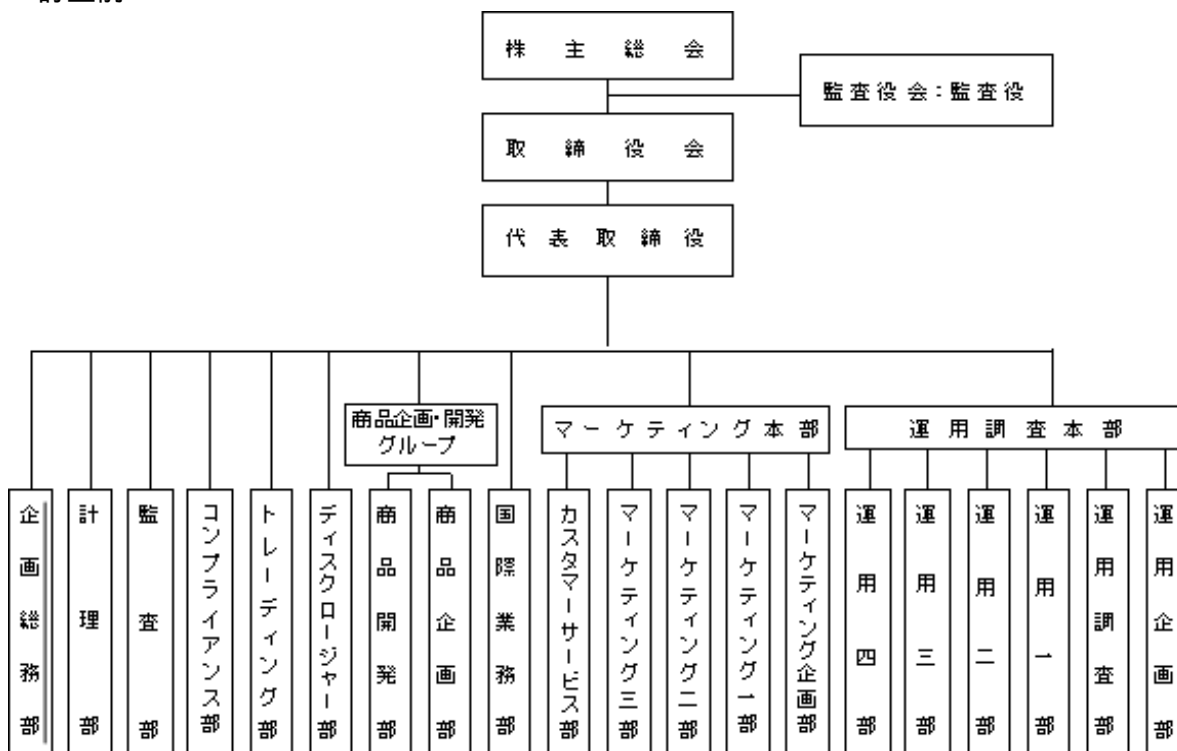 株主総会
監査役会：監査役
取締役会
代表取締役
商品企画・開発
グループ
マーケティング本部
運用調査本部
企画総務部
計理部
監査部
コンプライアンス部
トレーディング部
ディスクロージャー部
商品開発部
商品企画部
国際業務部
カスタマーサービス部
マーケティング三部
マーケティング二部
マーケティング一部
マーケティング企画部
運用四部
運用三部
運用二部
運用一部
運用調査部
運用企画部